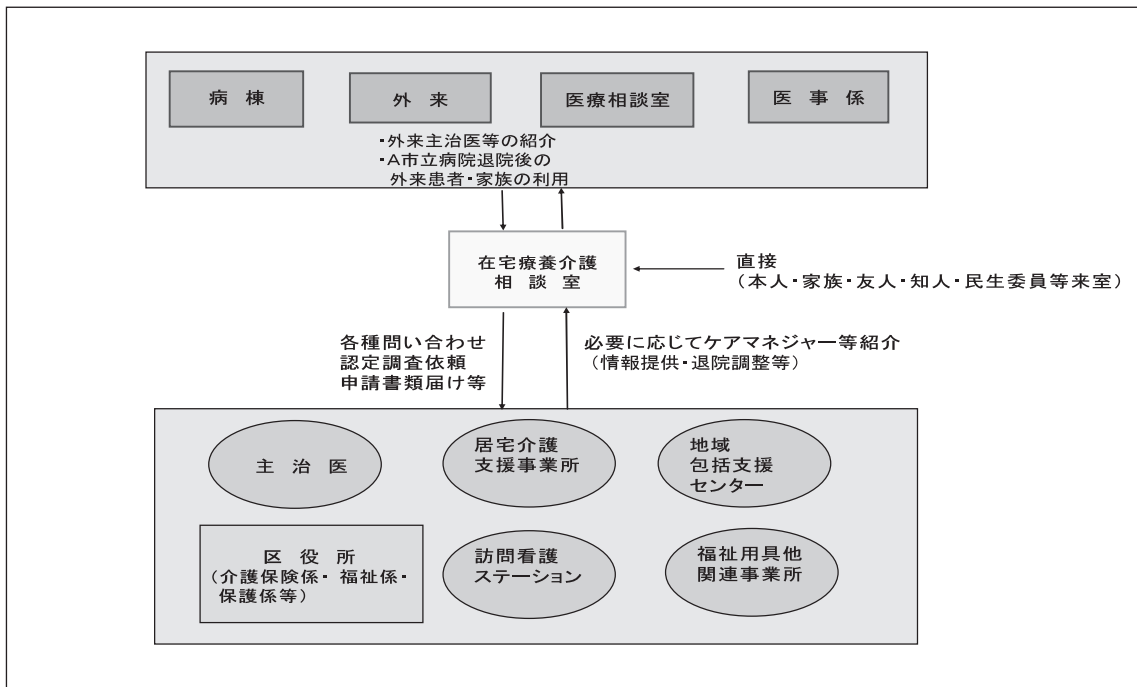 病 棟
外 来
医療相談室
医 事 係
・外来主治医等の紹介
・A市立病院退院後の
外来患者・家族の利用
在宅療養介護
相 談 室
直接
（本人・家族・友人・知人・民生委員等来室）
各種問い合わせ
認定調査依頼
申請書類届け等
必要に応じてケアマネジャー等紹介
（情報提供・退院調整等）
主 治 医
居宅介護
支援事業所
地域
包括支援
センター
区 役 所
（介護保険係・福祉係・
保護係等）
訪問看護
ステーション
福祉用具他
関連事業所